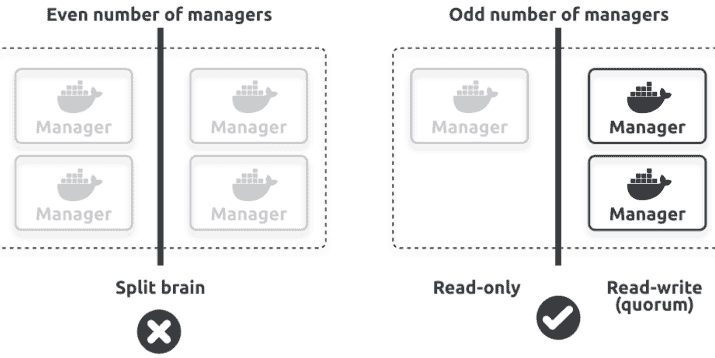 Even number of managers
Odd number of managers
Manager
Manager
Manager
Manager
Manager
Manager
Manager
Split brain
Read-only
Read-write
(quorum)